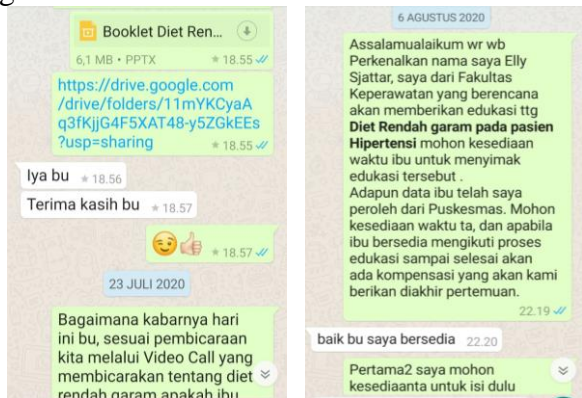 Booklet Diet Ren...
6,1 MB • PPTX ★ 18.55
https://drive.google.com
/drive/folders/11mYKCyaA
q3fKjjG4F5XAT48-y5ZGkEEs
?usp=sharing ★ 18.55
Iya bu ★ 18.56
Terima kasih bu ★ 18.57
★ 18.57
23 JULI 2020
Bagaimana kabarnya hari
ini bu, sesuai pembicaraan
kita melalui Video Call yang
membicarakan tentang diet
rendah garam apakah ibu
6 AGUSTUS 2020
Assalamualaikum wr wb
Perkenalkan nama saya Elly
Sjattar, saya dari Fakultas
Keperawatan yang berencana
akan memberikan edukasi ttg
Diet Rendah garam pada pasien
Hipertensi mohon kesediaan
waktu ibu untuk menyimak
edukasi tersebut .
Adapun data ibu telah saya
peroleh dari Puskesmas. Mohon
kesediaan waktu ta, dan apabila
ibu bersedia mengikuti proses
edukasi sampai selesai akan
ada kompensasi yang akan kami
berikan diakhir pertemuan.
22.19
baik bu saya bersedia 22.20
Pertama2 saya mohon
kesediaanta untuk isi dulu